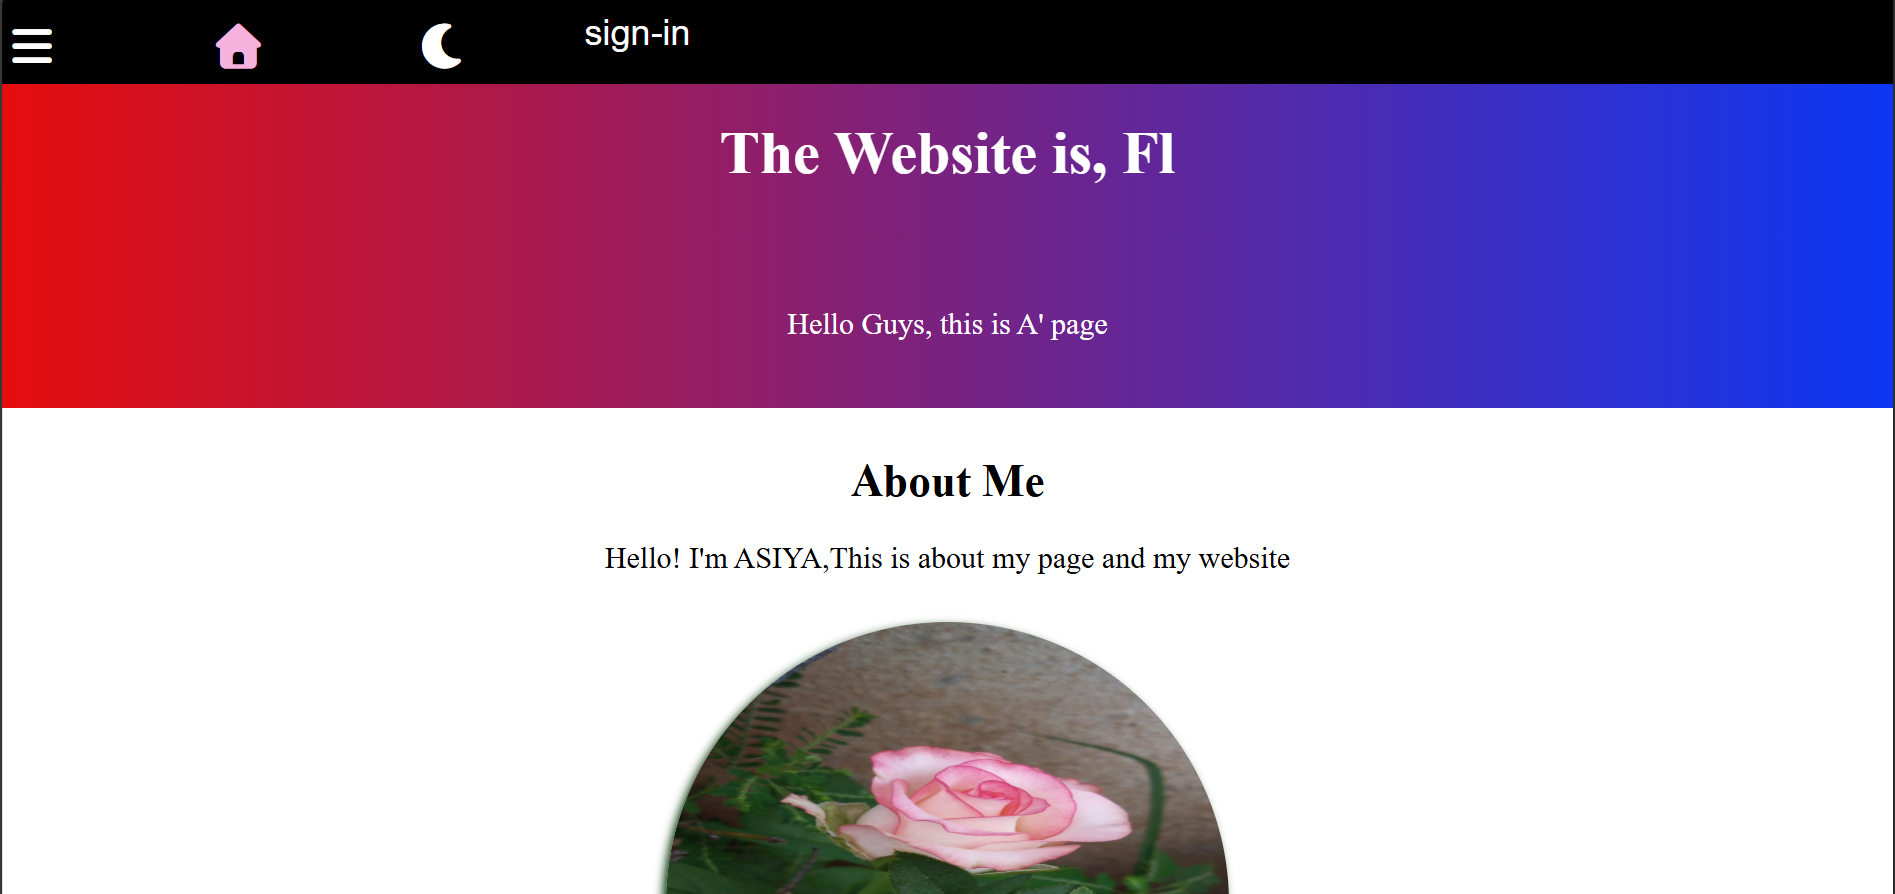 sign-in
The Website is, Fl
Hello Guys, this is A' page
About Me
Hello! I'm ASIYA,This is about my page and my website